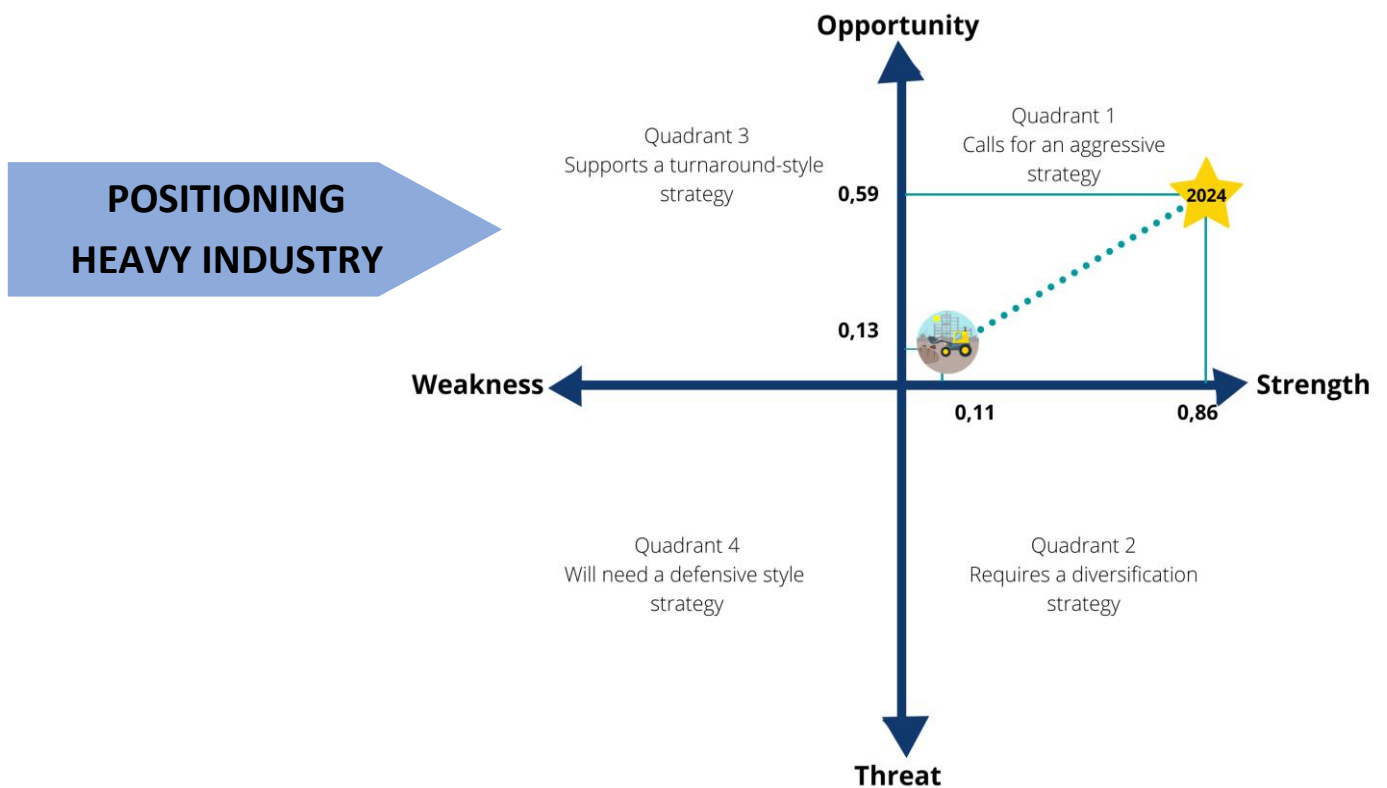 POSITIONING
HEAVY INDUSTRY
Opportunity
Quadrant 3
Supports a turnaround-style
strategy
Quadrant 1
Calls for an aggressive
strategy
0,59
2024
0,13
Weakness
Strength
0,11
0,86
Quadrant 4
Will need a defensive style
strategy
Quadrant 2
Requires a diversification
strategy
Threat